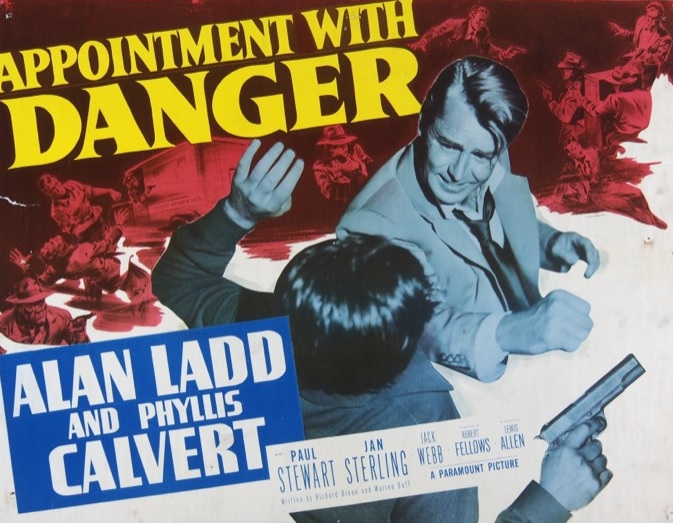 APPOINTMENT WITH
DANGER
ALAN LADD
AND PHYLLIS
CALVERT
AND PAUL STEWART JAN STERLING JACK WEBB ROBERT FELLOWS LEWIS ALLEN
A PARAMOUNT PICTURE
Written by Richard Breen and Warren Duff